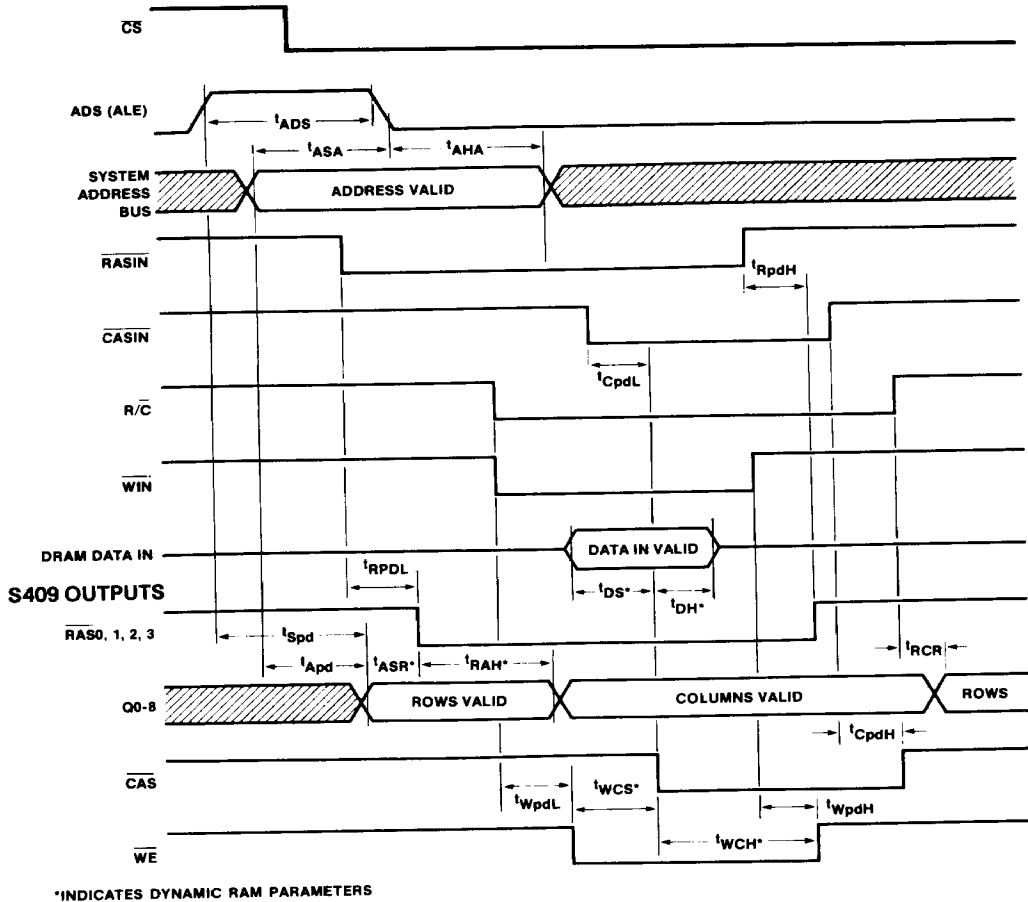 CS
ADS (ALE)
tADS
tASA
tAHA
SYSTEM
ADDRESS
BUS
ADDRESS VALID
RASIN
tRpdH
CASIN
tCpdL
R/C
WIN
DRAM DATA IN
DATA IN VALID
tRPDL
tDS*
tDH*
S409 OUTPUTS
RAS0, 1, 2, 3
tSpd
tRCR
tApd
tASR*
tRAH*
Q0-8
ROWS VALID
COLUMNS VALID
ROWS
tCpdH
CAS
tWpdL
tWCS*
tWpdH
tWCH*
WE
*INDICATES DYNAMIC RAM PARAMETERS